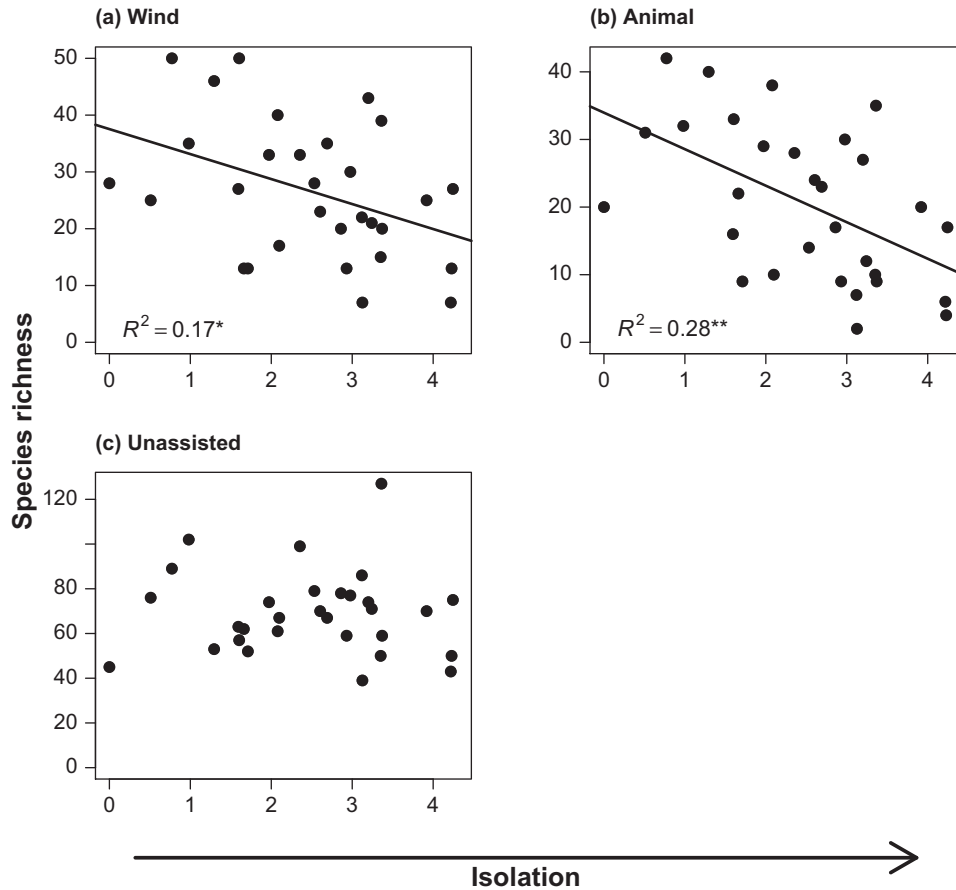 (a) Wind
(b) Animal
50
40
30
20
10
0
R² = 0.17*
0 1 2 3 4
40
30
20
10
0
R² = 0.28**
0 1 2 3 4
Species richness
(c) Unassisted
120
80
60
40
20
0
0 1 2 3 4
Isolation